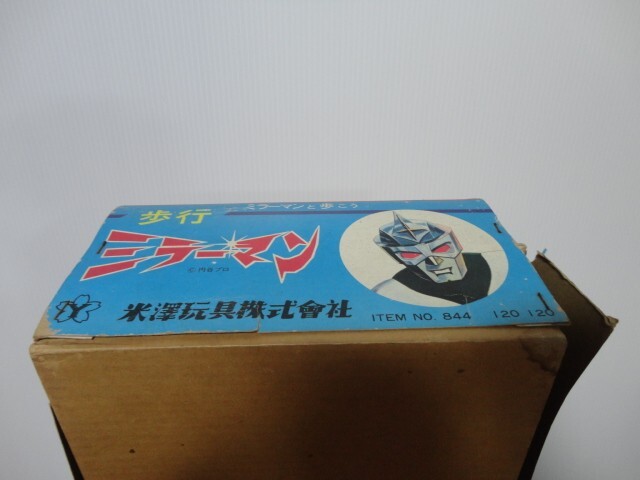 ミラーマンと歩こう
歩行
ミラーマン
米澤玩具株式會社
ITEM NO. 844 120 120